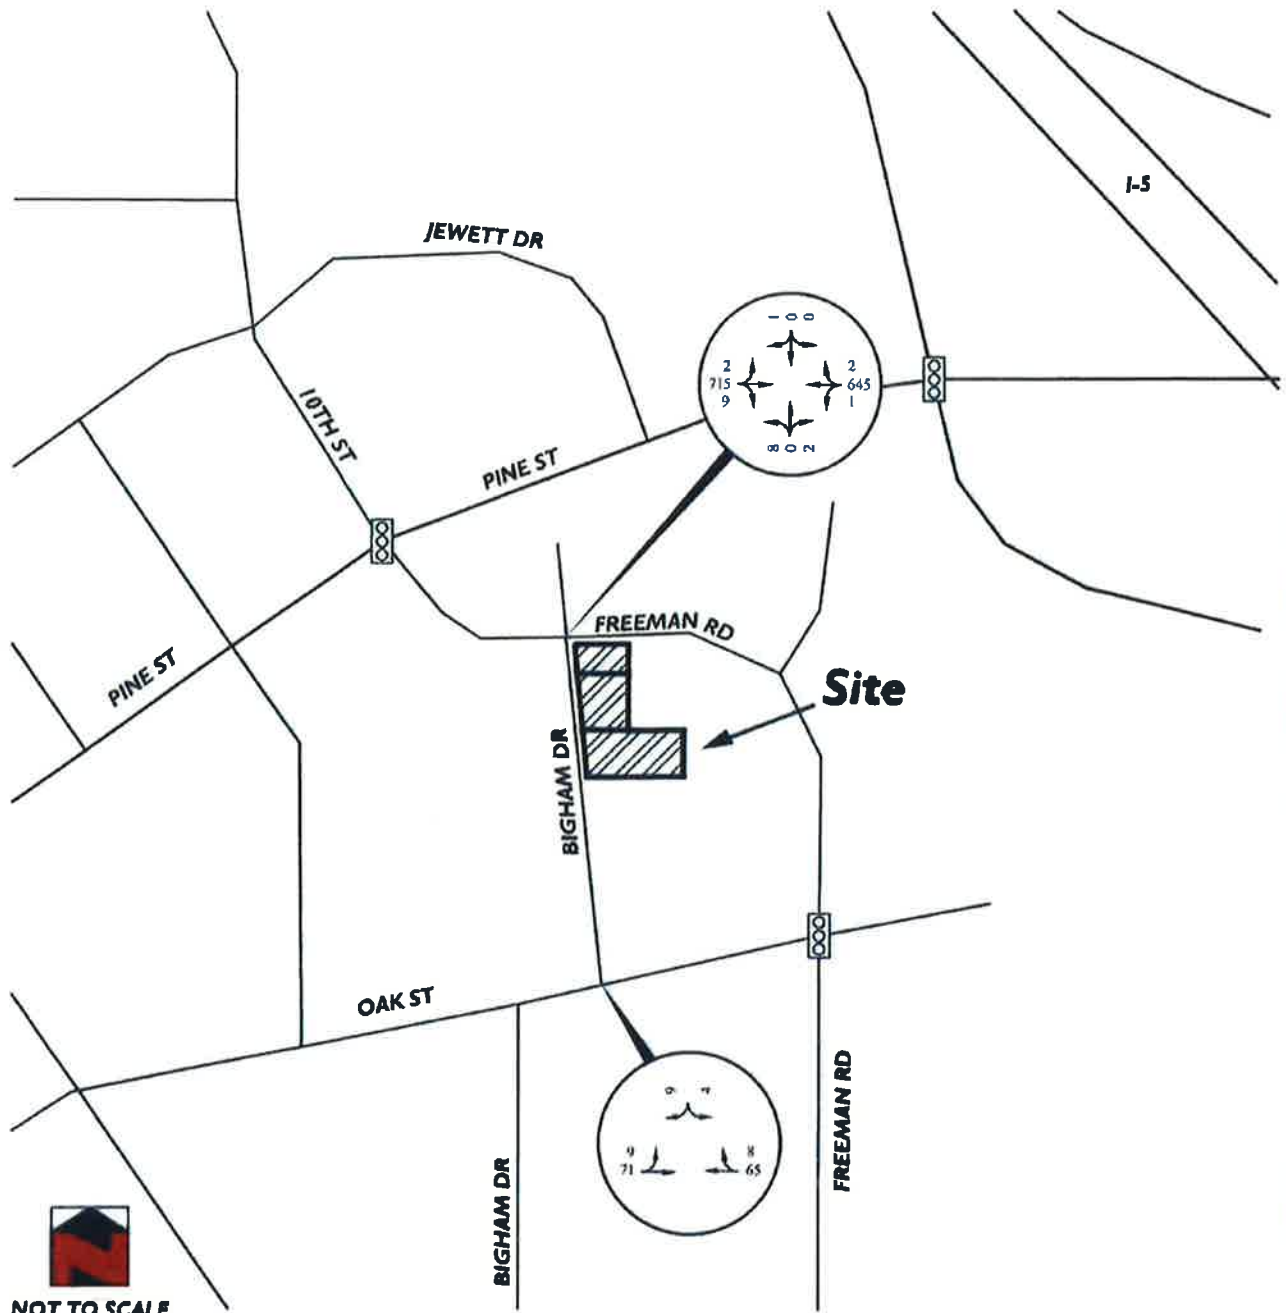 I-5
JEWETT DR
1 0 0
2
715
9
2
645
1
8 0 2
10TH ST
PINE ST
FREEMAN RD
Site
PINE ST
BIGHAM DR
OAK ST
9
71
8
65
FREEMAN RD
BIGHAM DR
NOT TO SCALE